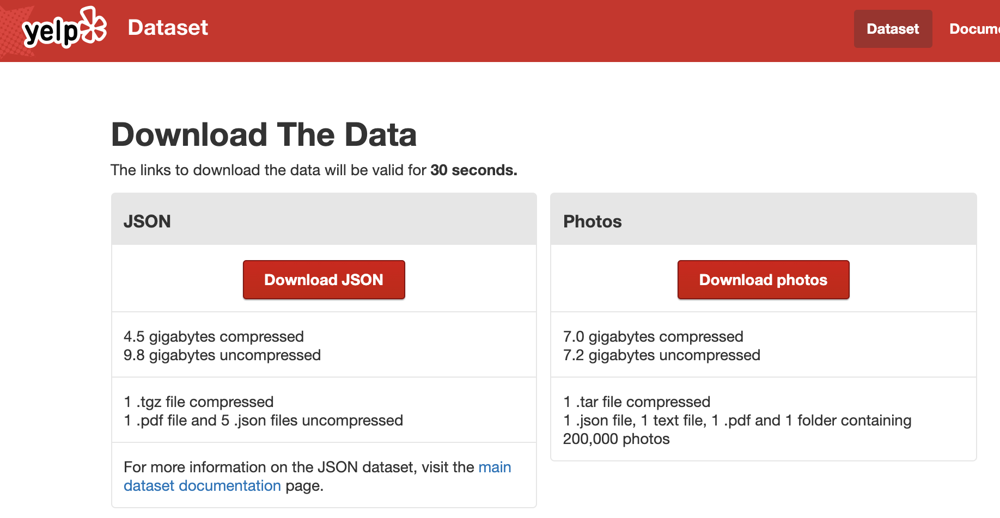 yelp Dataset
Dataset
Docume
Download The Data
The links to download the data will be valid for 30 seconds.
JSON
Download JSON
4.5 gigabytes compressed
9.8 gigabytes uncompressed
1 .tgz file compressed
1 .pdf file and 5 .json files uncompressed
For more information on the JSON dataset, visit the main
dataset documentation page.
Photos
Download photos
7.0 gigabytes compressed
7.2 gigabytes uncompressed
1 .tar file compressed
1 .json file, 1 text file, 1 .pdf and 1 folder containing
200,000 photos